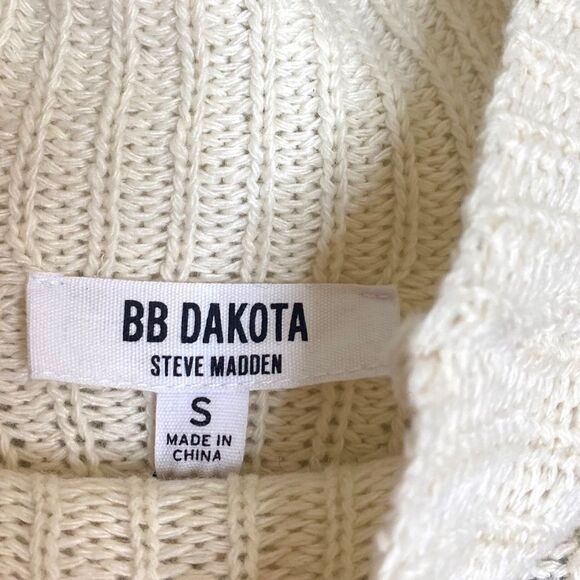 BB DAKOTA
STEVE MADDEN
S
MADE IN
CHINA